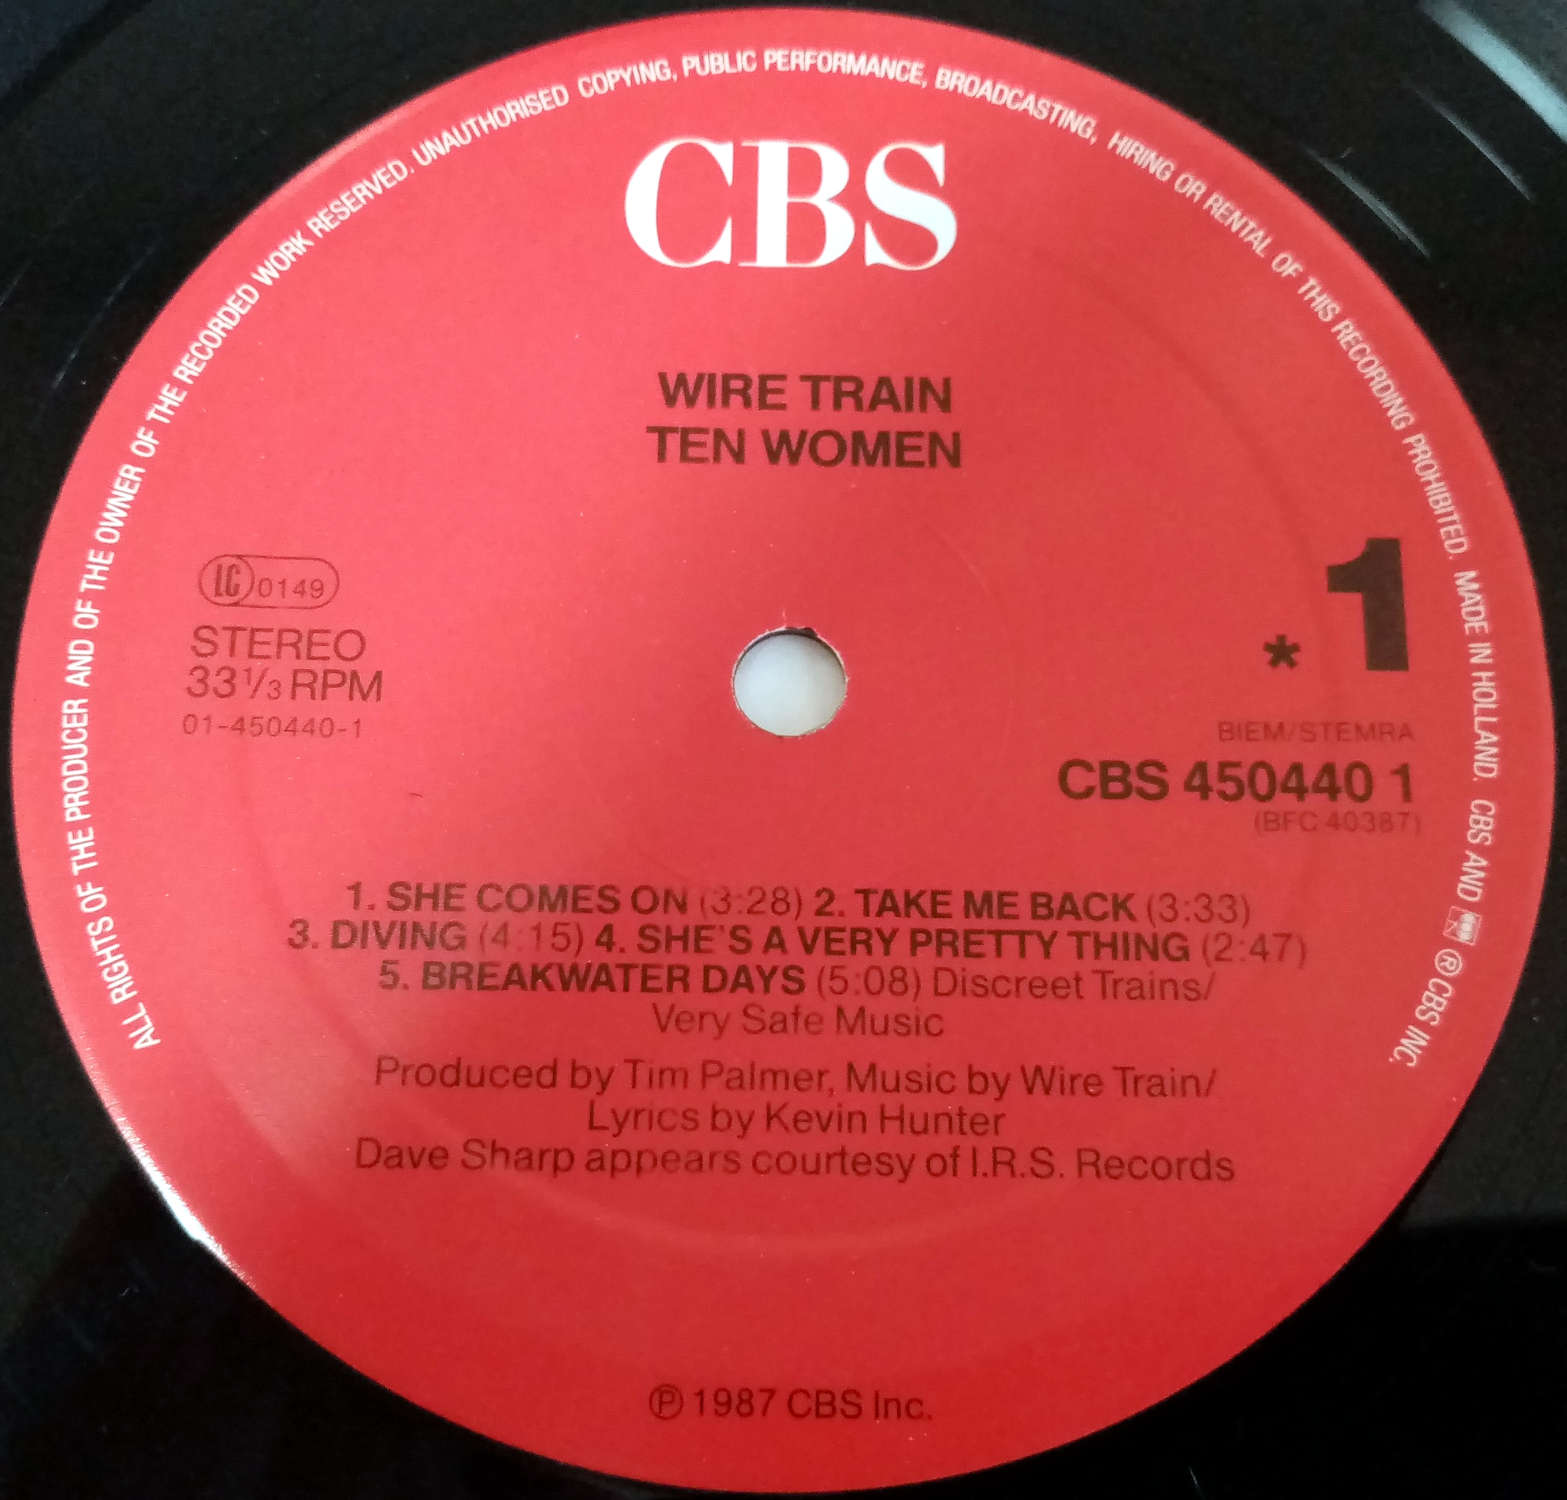 ALL RIGHTS OF THE PRODUCER AND OF THE OWNER OF THE RECORDED WORK RESERVED. UNAUTHORISED COPYING, PUBLIC PERFORMANCE, BROADCASTING, HIRING OR RENTAL OF THIS RECORDING PROHIBITED. MADE IN HOLLAND. CBS AND ® CBS INC.
CBS
WIRE TRAIN
TEN WOMEN
LC 0149
STEREO
33 1/3 RPM
01-450440-1
*1
BIEM/STEMRA
CBS 450440 1
(BFC 40387)
1. SHE COMES ON (3:28) 2. TAKE ME BACK (3:33)
3. DIVING (4:15) 4. SHE'S A VERY PRETTY THING (2:47)
5. BREAKWATER DAYS (5:08) Discreet Trains/
Very Safe Music
Produced by Tim Palmer, Music by Wire Train/
Lyrics by Kevin Hunter
Dave Sharp appears courtesy of I.R.S. Records
℗ 1987 CBS Inc.